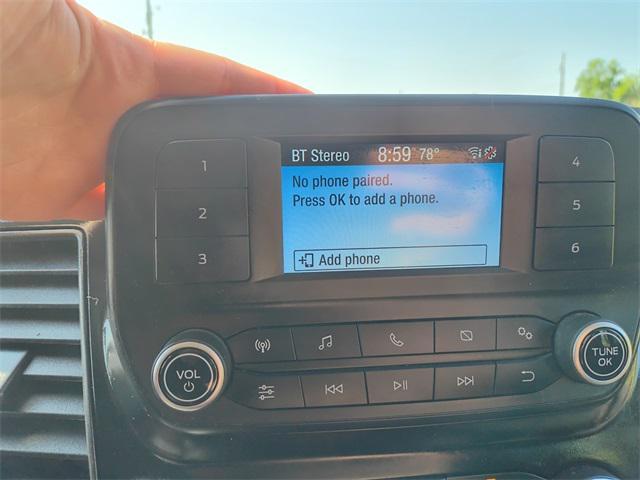 BT Stereo 8:59 78°
No phone paired.
Press OK to add a phone.
Add phone
1
2
3
4
5
6
VOL
TUNE
OK